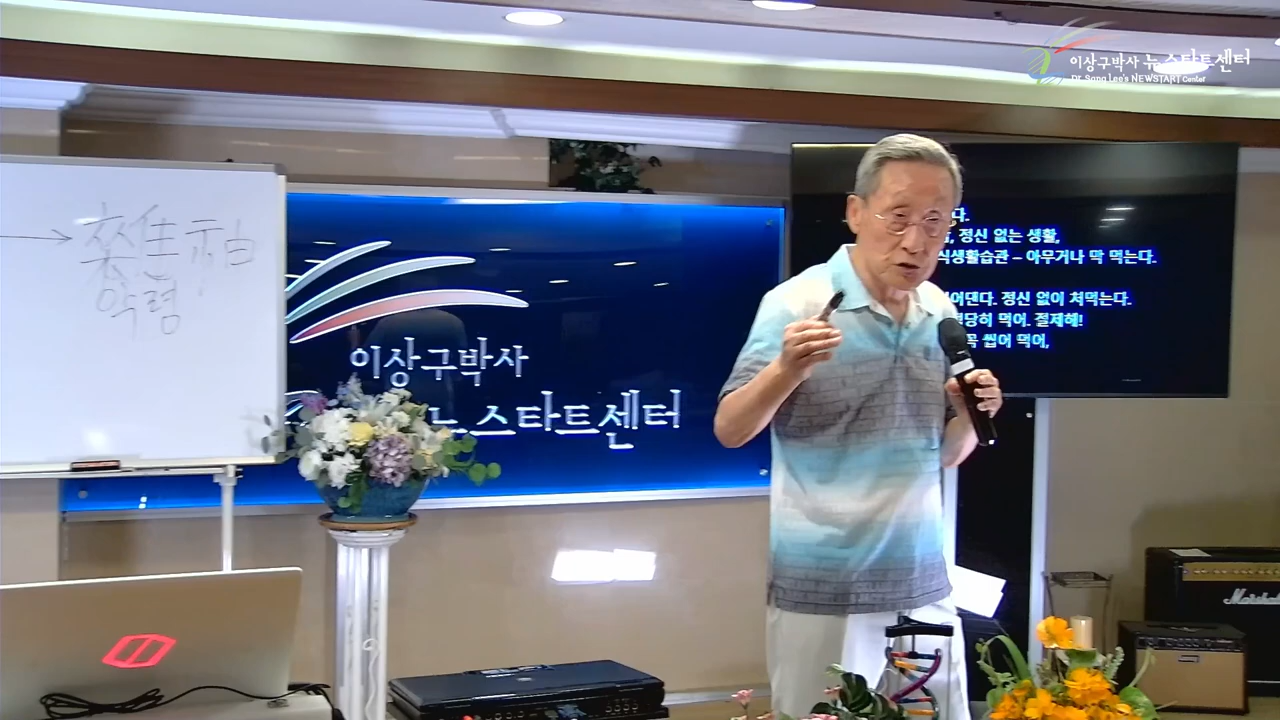 이상구박사 뉴스타트센터
Dr. Sang Lee's NEWSTART Center
약령
이상구박사
뉴스타트센터
다.
정신 없는 생활,
식생활습관 – 아무거나 막 먹는다.
어댄다. 정신 없이 처먹는다.
당히 먹어. 절제해!
꼭 씹어 먹어,
Marshall